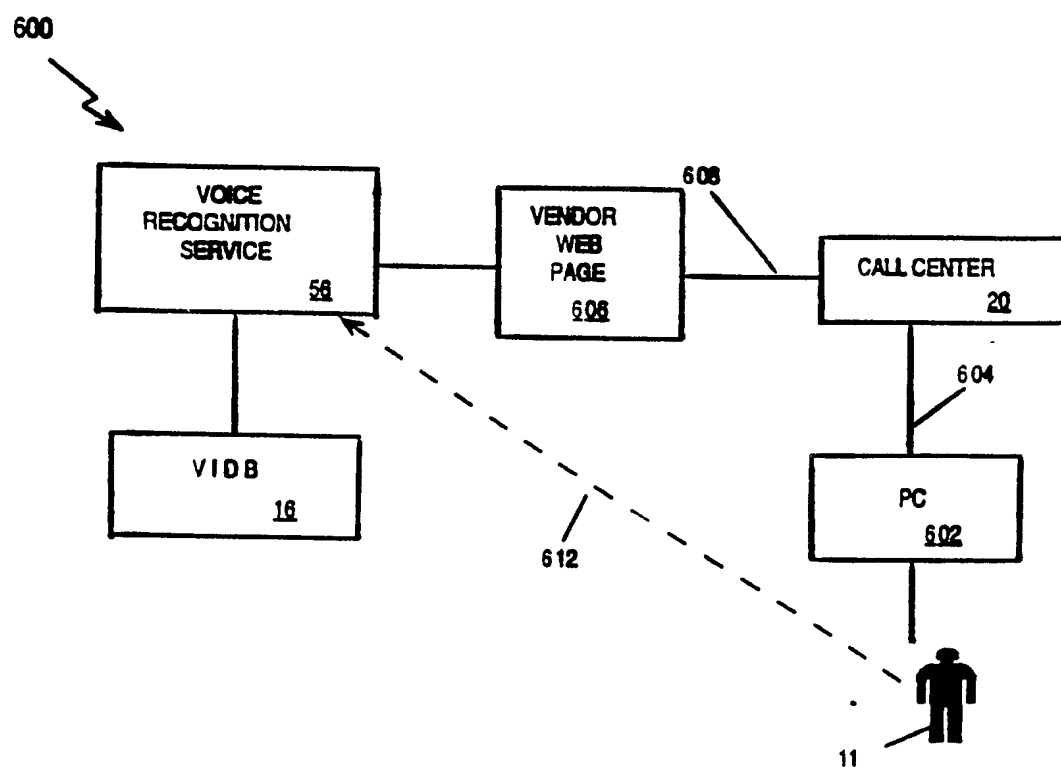 600
VOICE
RECOGNITION
SERVICE
56
VENDOR
WEB
PAGE
606
608
CALL CENTER
20
604
VIDB
16
PC
602
612
11